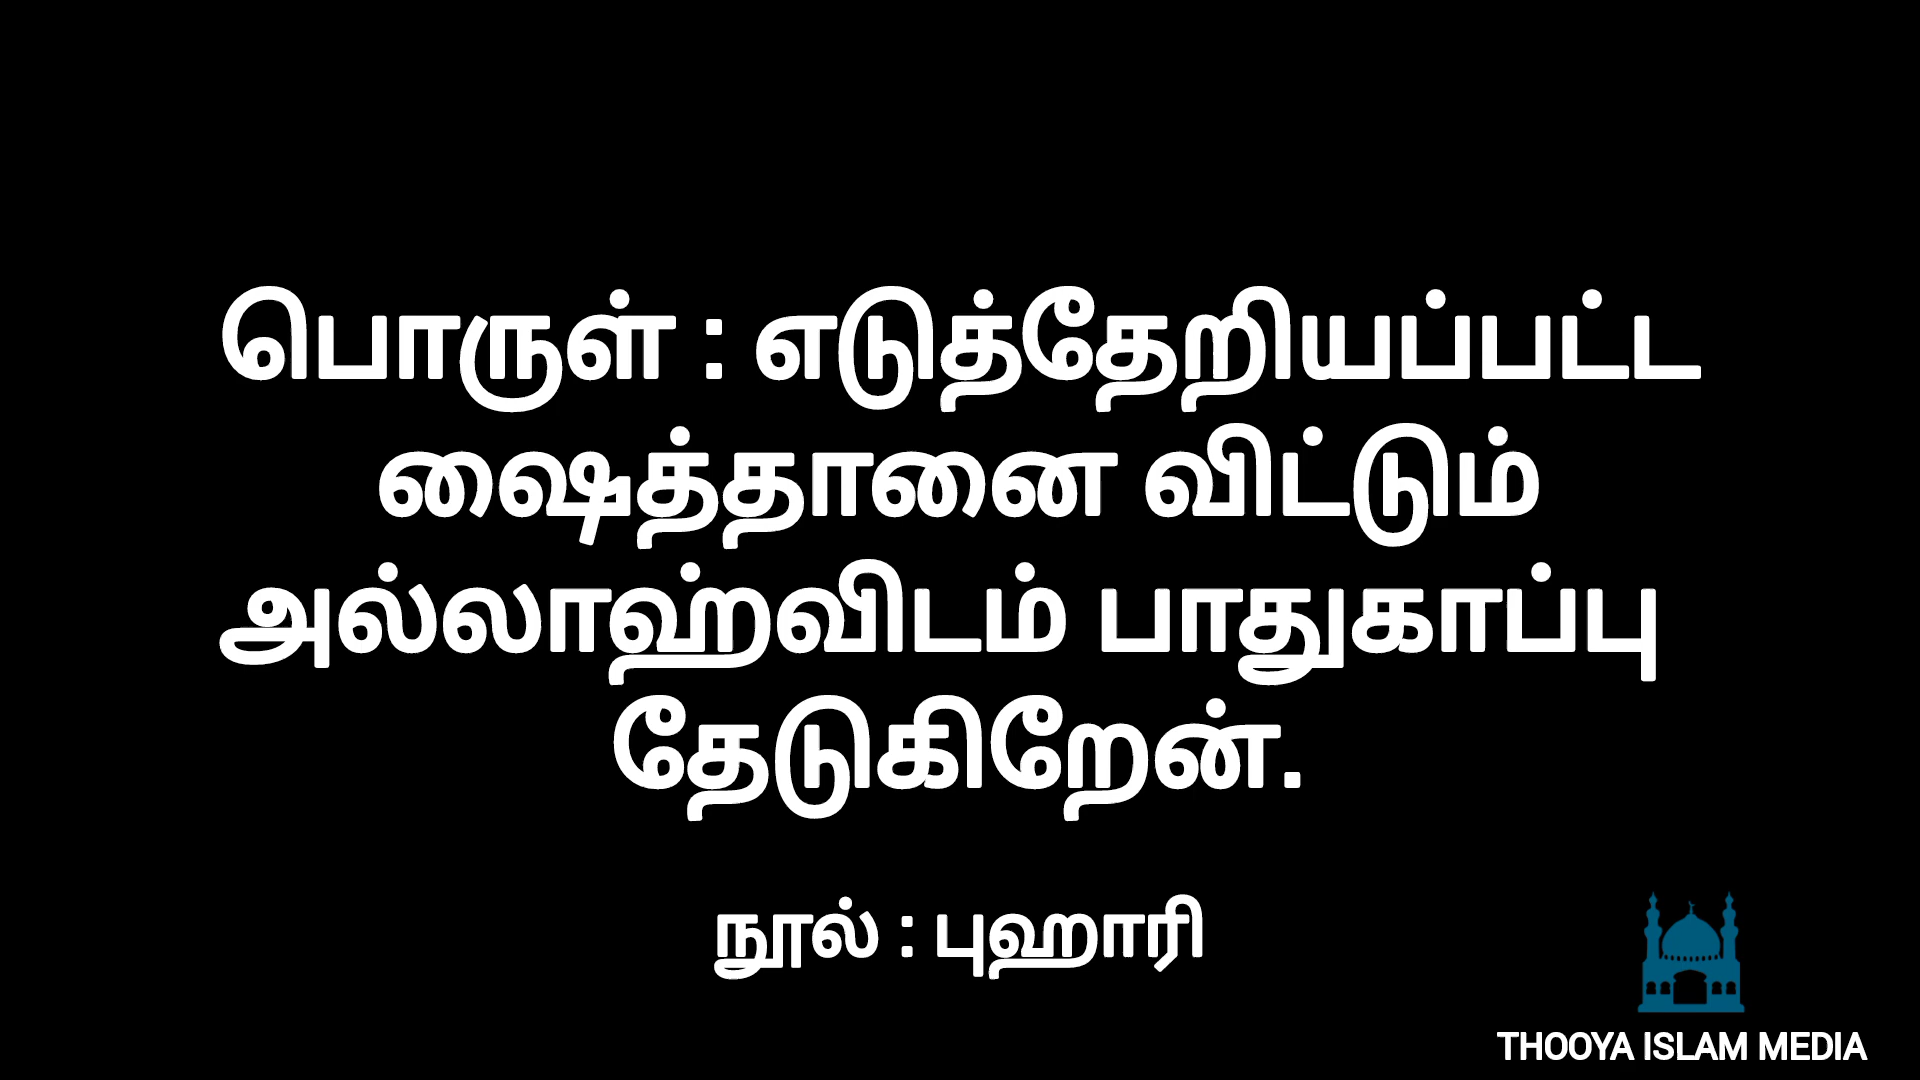 பொருள் : எடுத்தேறியப்பட்ட
ஷைத்தானை விட்டும்
அல்லாஹ்விடம் பாதுகாப்பு
தேடுகிறேன்.
நூல் : புஹாரி
THOOYA ISLAM MEDIA